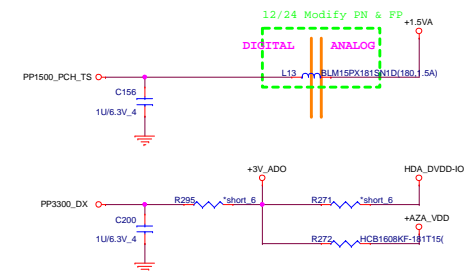 12/24 Modify PN & FP
+1.5VA
DIGITAL ANALOG
PP1500_PCH_TS
L13 BLM15PX181SN1D(180,1.5A)
C156
1U/6.3V_4
+3V_ADO
HDA_DVDD-IO
PP3300_DX
R295 *short_6
R271 *short_6
C200
1U/6.3V_4
+AZA_VDD
R272 HCB1608KF-181T15(